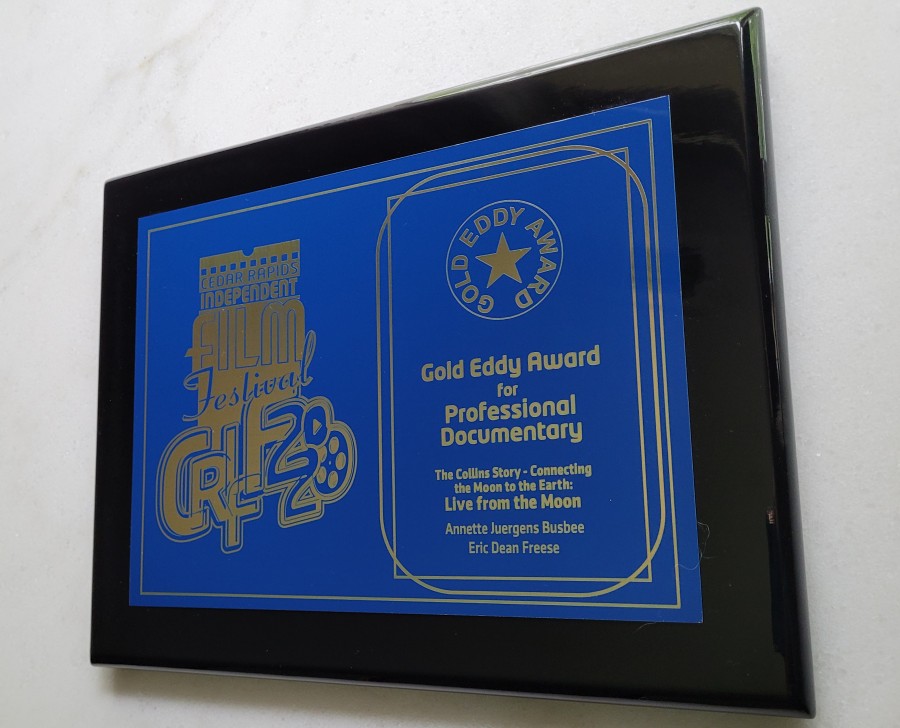 CEDAR RAPIDS
INDEPENDENT
FILM
Festival
CRIFF 2020
GOLD EDDY AWARD
Gold Eddy Award
for
Professional
Documentary
The Collins Story - Connecting
the Moon to the Earth:
Live from the Moon
Annette Juergens Busbee
Eric Dean Freese